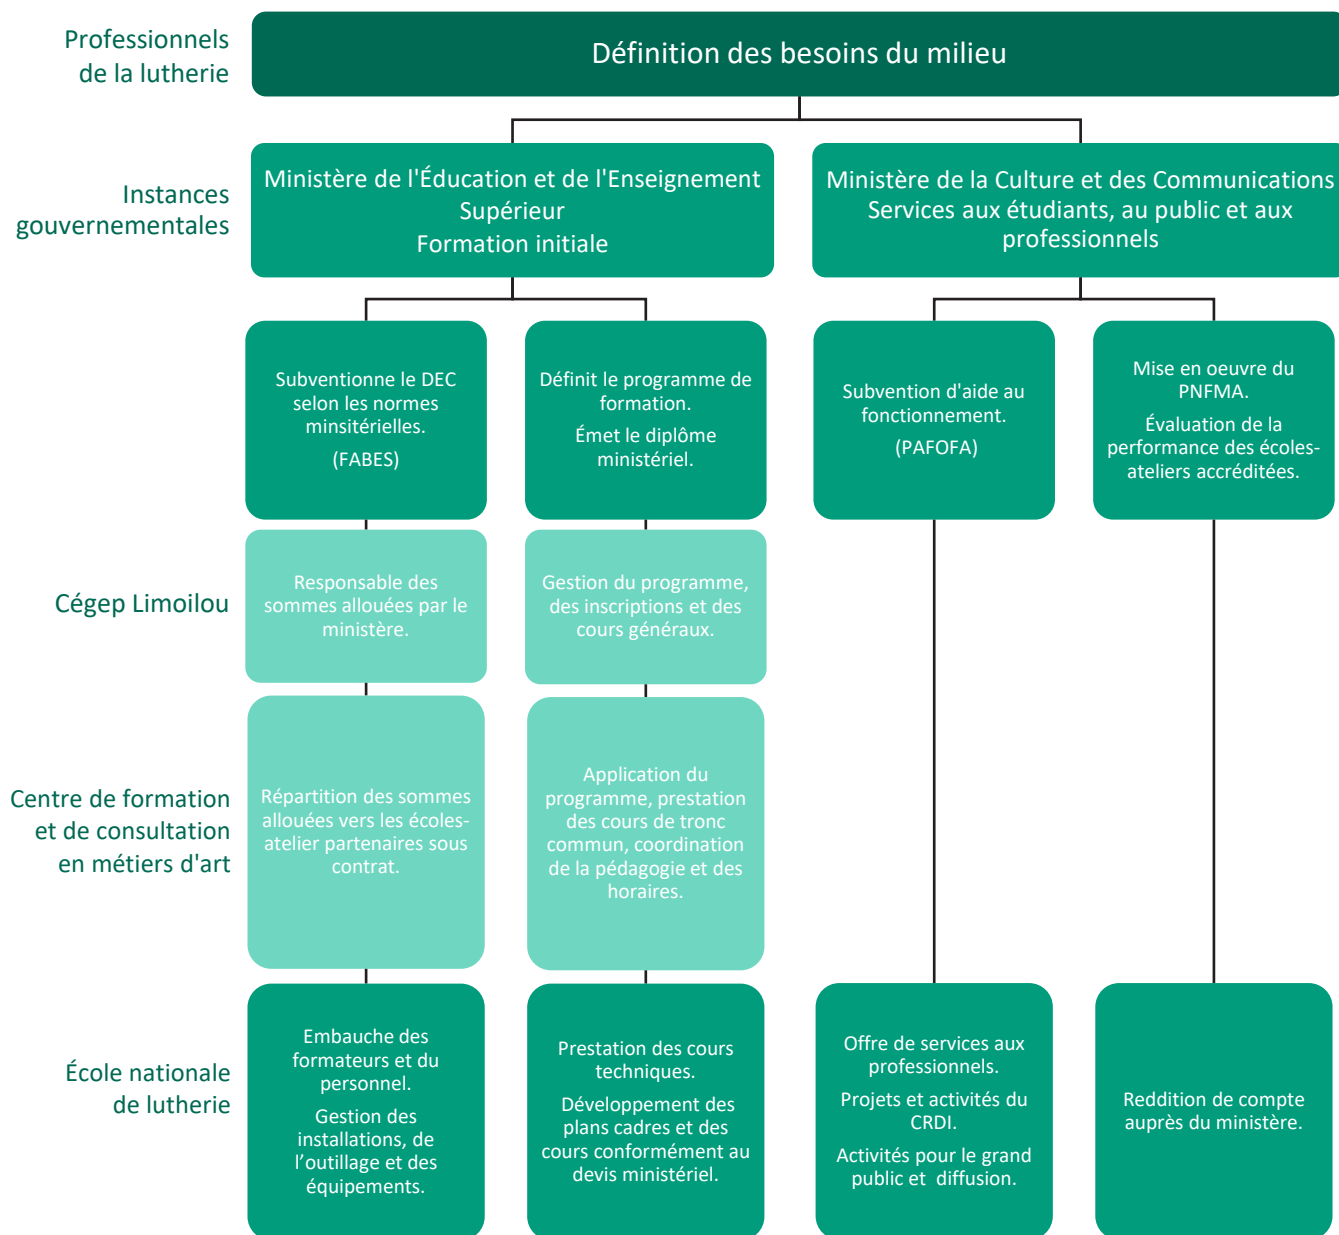 Professionnels
de la lutherie
Définition des besoins du milieu
Instances
gouvernementales
Ministère de l'Éducation et de l'Enseignement
Supérieur
Formation initiale
Ministère de la Culture et des Communications
Services aux étudiants, au public et aux
professionnels
Subventionne le DEC
selon les normes
minsitérielles.
(FABES)
Définit le programme de
formation.
Émet le diplôme
ministériel.
Subvention d'aide au
fonctionnement.
(PAFOFA)
Mise en oeuvre du
PNFMA.
Évaluation de la
performance des écoles-
ateliers accréditées.
Cégep Limoilou
Responsable des
sommes allouées par le
ministère.
Gestion du programme,
des inscriptions et des
cours généraux.
Centre de formation
et de consultation
en métiers d'art
Répartition des sommes
allouées vers les écoles-
atelier partenaires sous
contrat.
Application du
programme, prestation
des cours de tronc
commun, coordination
de la pédagogie et des
horaires.
École nationale
de lutherie
Embauche des
formateurs et du
personnel.
Gestion des
installations, de
l’outillage et des
équipements.
Prestation des cours
techniques.
Développement des
plans cadres et des
cours conformément au
devis ministériel.
Offre de services aux
professionnels.
Projets et activités du
CRDI.
Activités pour le grand
public et  diffusion.
Reddition de compte
auprès du ministère.